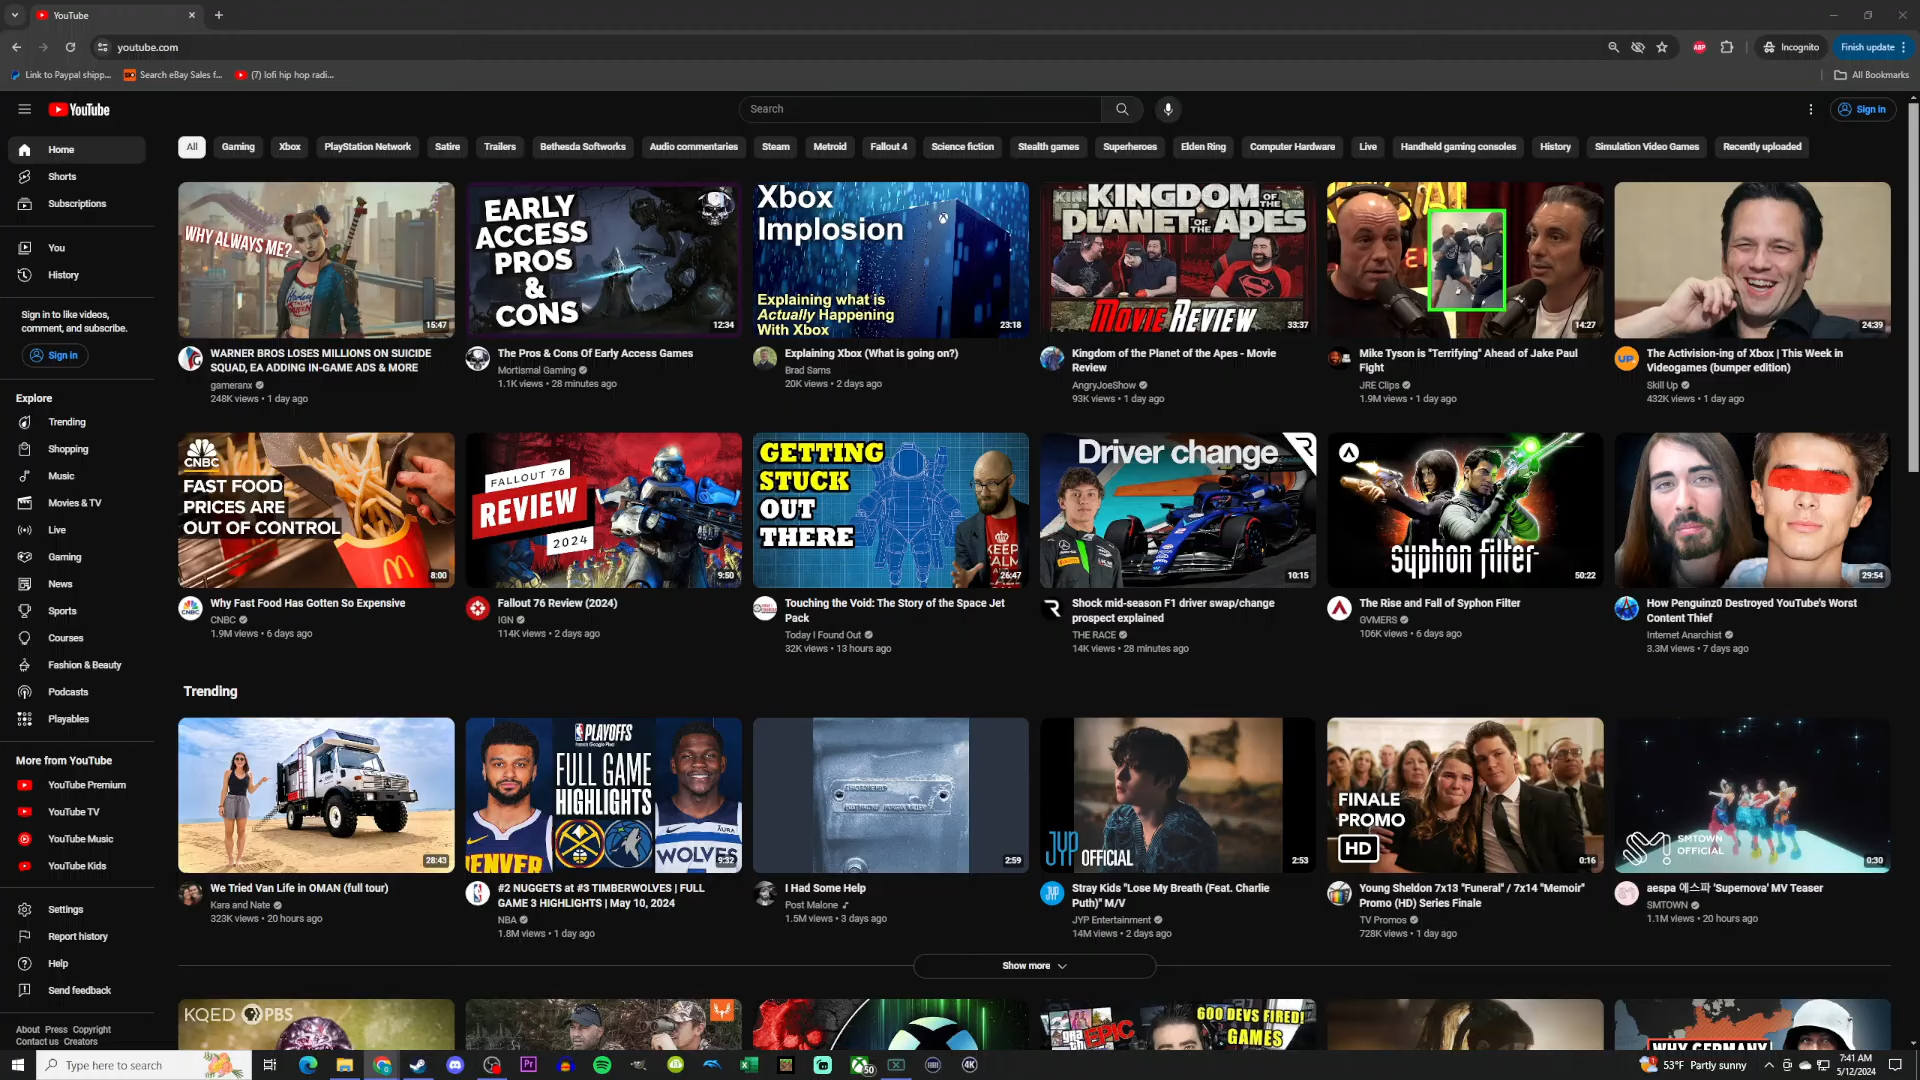 YouTube
youtube.com
Incognito
Finish update
Link to Paypal shipp...
Search eBay Sales f...
(7) lofi hip hop radi...
All Bookmarks
YouTube
Search
Sign in
All
Gaming
Xbox
PlayStation Network
Satire
Trailers
Bethesda Softworks
Audio commentaries
Steam
Metroid
Fallout 4
Science fiction
Stealth games
Superheroes
Elden Ring
Computer Hardware
Live
Handheld gaming consoles
History
Simulation Video Games
Recently uploaded
Home
Shorts
Subscriptions
You
History
Sign in to like videos,
comment, and subscribe.
Sign in
Explore
Trending
Shopping
Music
Movies & TV
Live
Gaming
News
Sports
Courses
Fashion & Beauty
Podcasts
Playables
More from YouTube
YouTube Premium
YouTube TV
YouTube Music
YouTube Kids
Settings
Report history
Help
Send feedback
About Press Copyright
Contact us Creators
WHY ALWAYS ME?
15:47
WARNER BROS LOSES MILLIONS ON SUICIDE
SQUAD, EA ADDING IN-GAME ADS & MORE
gameranx
248K views • 1 day ago
EARLY
ACCESS
PROS
&
CONS
12:34
The Pros & Cons Of Early Access Games
Mortismal Gaming
1.1K views • 28 minutes ago
Xbox
Implosion
Explaining what is
Actually Happening
With Xbox
23:18
Explaining Xbox (What is going on?)
Brad Sams
20K views • 2 days ago
KINGDOM OF THE
PLANET OF THE APES
MOVIE REVIEW
33:37
Kingdom of the Planet of the Apes - Movie
Review
AngryJoeShow
93K views • 1 day ago
14:27
Mike Tyson is "Terrifying" Ahead of Jake Paul
Fight
JRE Clips
1.9M views • 1 day ago
24:39
UP
The Activision-ing of Xbox | This Week in
Videogames (bumper edition)
Skill Up
432K views • 1 day ago
CNBC
FAST FOOD
PRICES ARE
OUT OF CONTROL
8:00
Why Fast Food Has Gotten So Expensive
CNBC
1.9M views • 6 days ago
FALLOUT 76
REVIEW
2024
9:50
Fallout 76 Review (2024)
IGN
114K views • 2 days ago
GETTING
STUCK
OUT
THERE
KEEP
CALM
26:47
Touching the Void: The Story of the Space Jet
Pack
Today I Found Out
32K views • 13 hours ago
Driver change
10:15
Shock mid-season F1 driver swap/change
prospect explained
THE RACE
14K views • 28 minutes ago
syphon filter
50:22
The Rise and Fall of Syphon Filter
GVMERS
106K views • 6 days ago
29:54
How Penguinz0 Destroyed YouTube's Worst
Content Thief
Internet Anarchist
3.3M views • 7 days ago
Trending
28:43
We Tried Van Life in OMAN (full tour)
Kara and Nate
323K views • 20 hours ago
PLAYOFFS
FULL GAME
HIGHLIGHTS
DENVER
WOLVES
9:32
#2 NUGGETS at #3 TIMBERWOLVES | FULL
GAME 3 HIGHLIGHTS | May 10, 2024
NBA
1.8M views • 1 day ago
2:59
I Had Some Help
Post Malone
1.5M views • 3 days ago
JYP OFFICIAL
2:53
Stray Kids "Lose My Breath (Feat. Charlie
Puth)" M/V
JYP Entertainment
14M views • 2 days ago
FINALE
PROMO
HD
0:16
Young Sheldon 7x13 "Funeral" / 7x14 "Memoir"
Promo (HD) Series Finale
TV Promos
728K views • 1 day ago
SMTOWN
OFFICIAL
0:30
aespa 에스파 'Supernova' MV Teaser
SMTOWN
1.1M views • 20 hours ago
Show more
KQED PBS
grand theft
EPIC
600 DEVS FIRED!
GAMES
WHY GERMANY
Type here to search
53°F Partly sunny
7:41 AM
5/12/2024